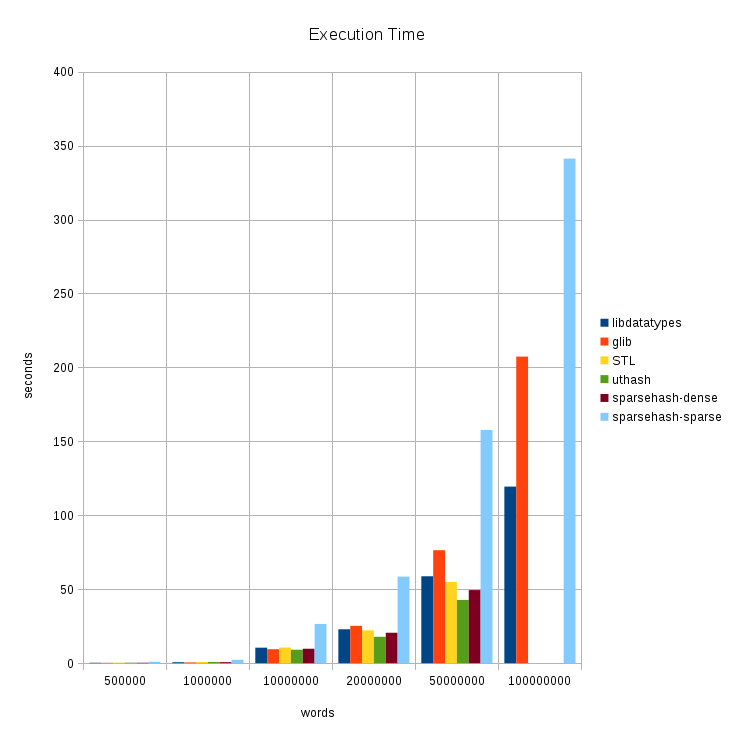 Execution Time
400
350
300
250
200
150
100
50
0
seconds
500000 1000000 10000000 20000000 50000000 100000000
words
libdatatypes
glib
STL
uthash
sparsehash-dense
sparsehash-sparse